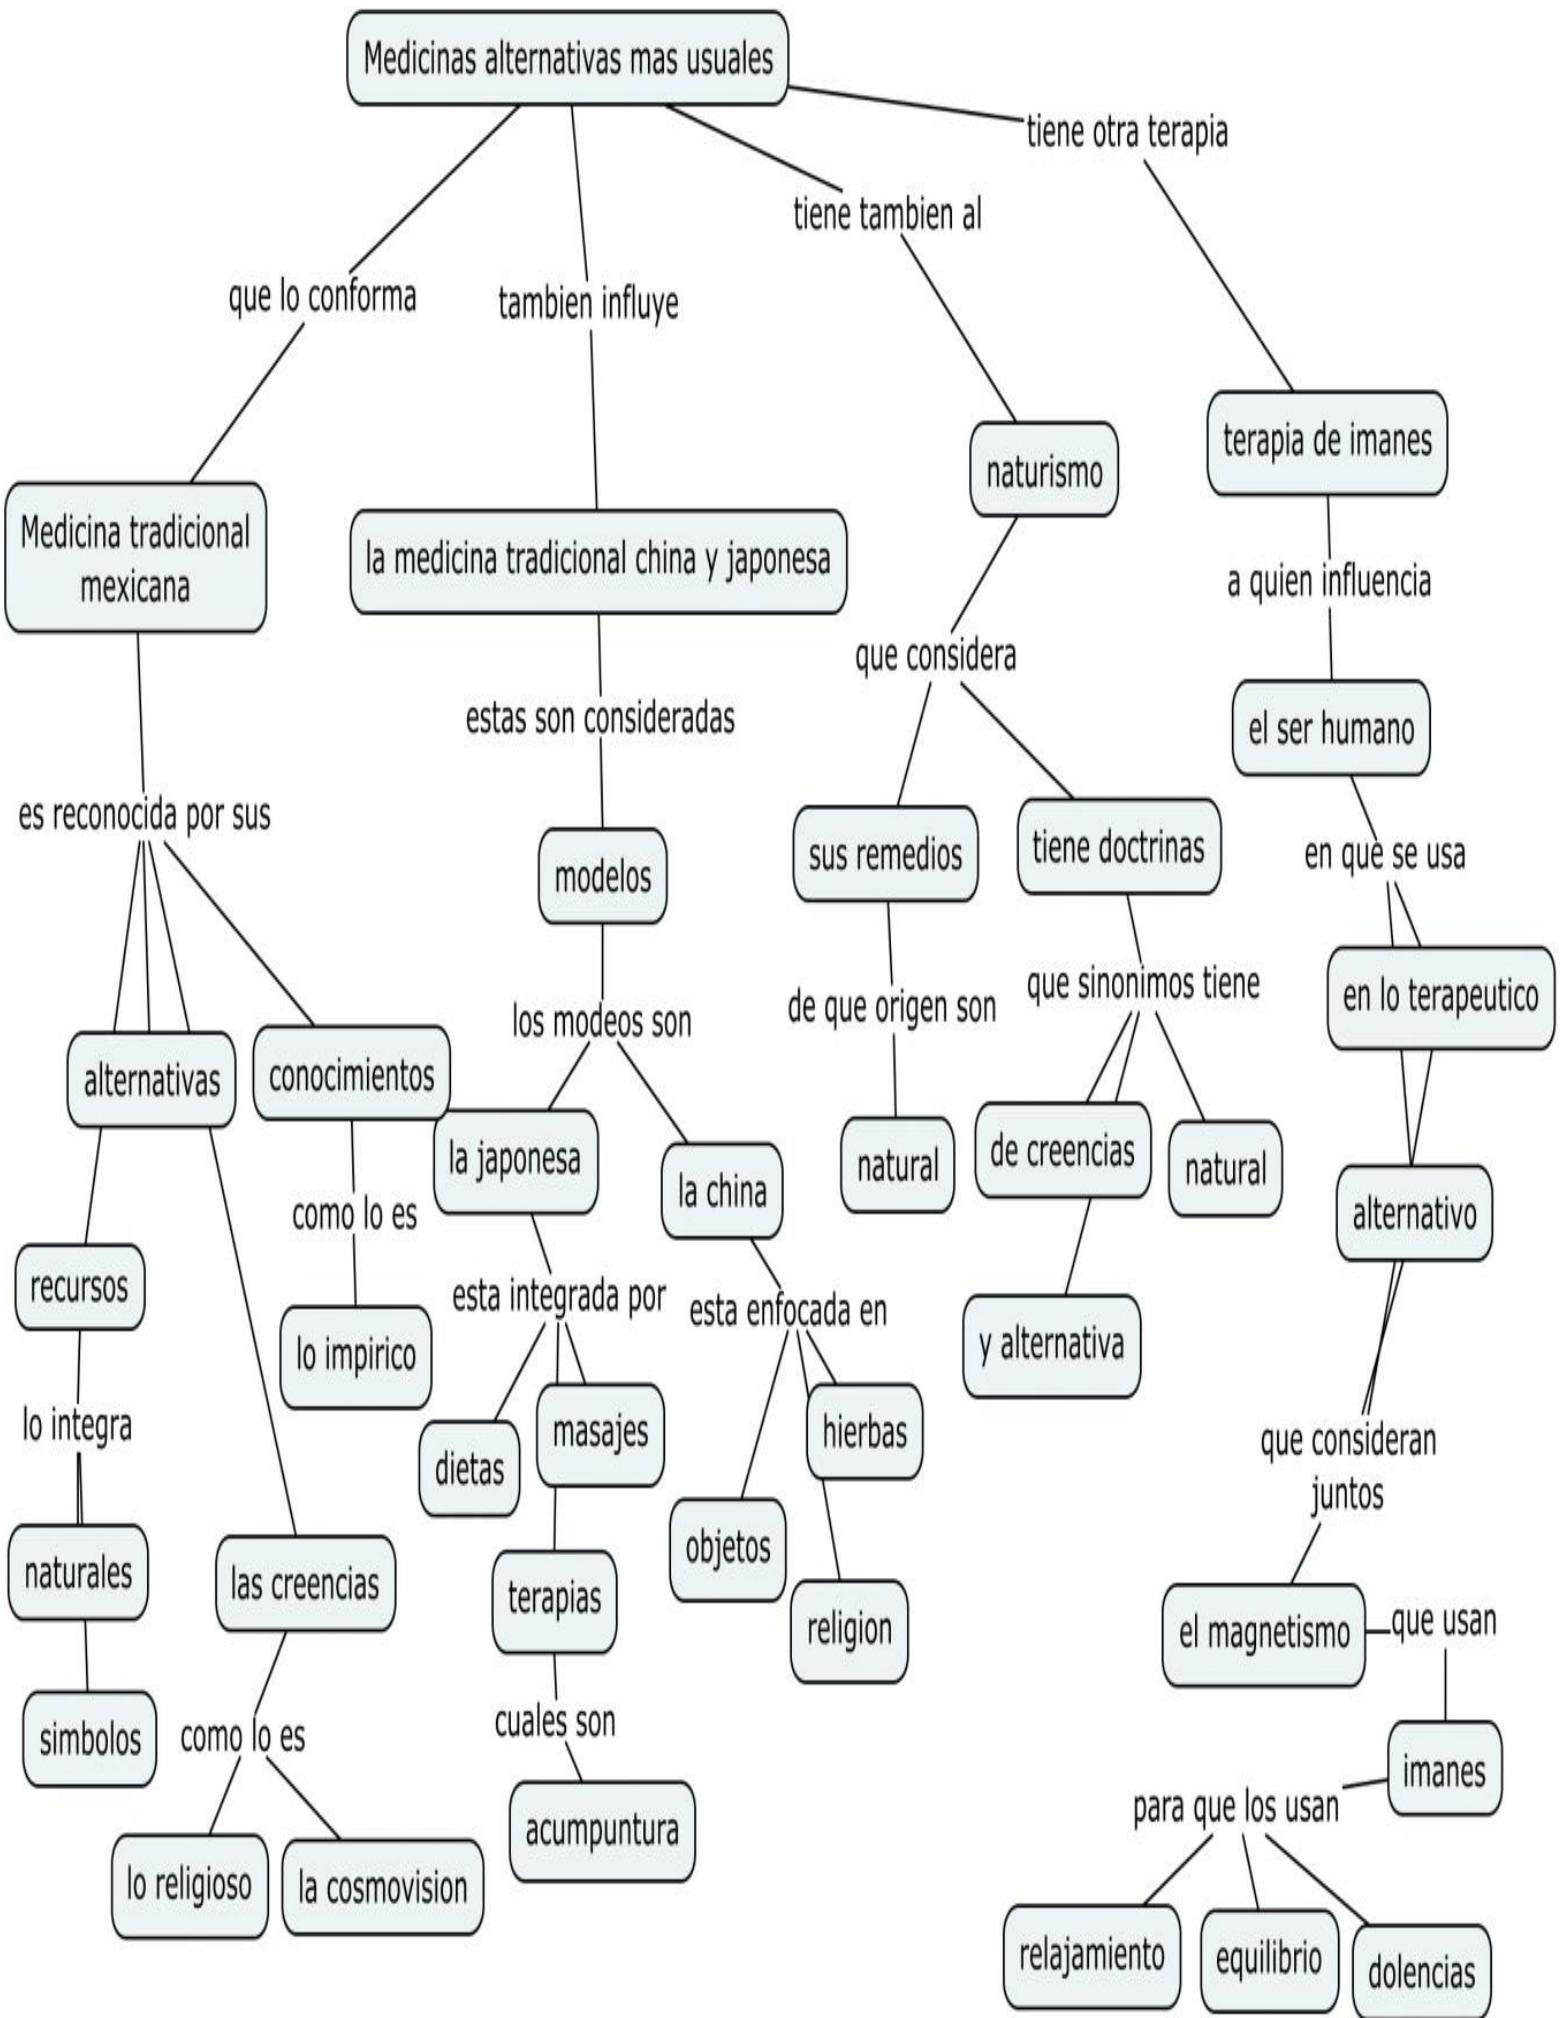 Medicinas alternativas mas usuales
tiene otra terapia
tiene tambien al
que lo conforma
tambien influye
terapia de imanes
naturismo
Medicina tradicional
mexicana
la medicina tradicional china y japonesa
a quien influencia
que considera
estas son consideradas
el ser humano
es reconocida por sus
modelos
sus remedios
tiene doctrinas
en que se usa
que sinonimos tiene
en lo terapeutico
de que origen son
los modeos son
alternativas
conocimientos
la japonesa
la china
natural
de creencias
natural
alternativo
como lo es
recursos
esta integrada por
esta enfocada en
lo impirico
y alternativa
lo integra
dietas
masajes
hierbas
que consideran
juntos
objetos
naturales
las creencias
terapias
religion
el magnetismo
que usan
simbolos
como lo es
cuales son
imanes
para que los usan
acumpuntura
lo religioso
la cosmovision
relajamiento
equilibrio
dolencias